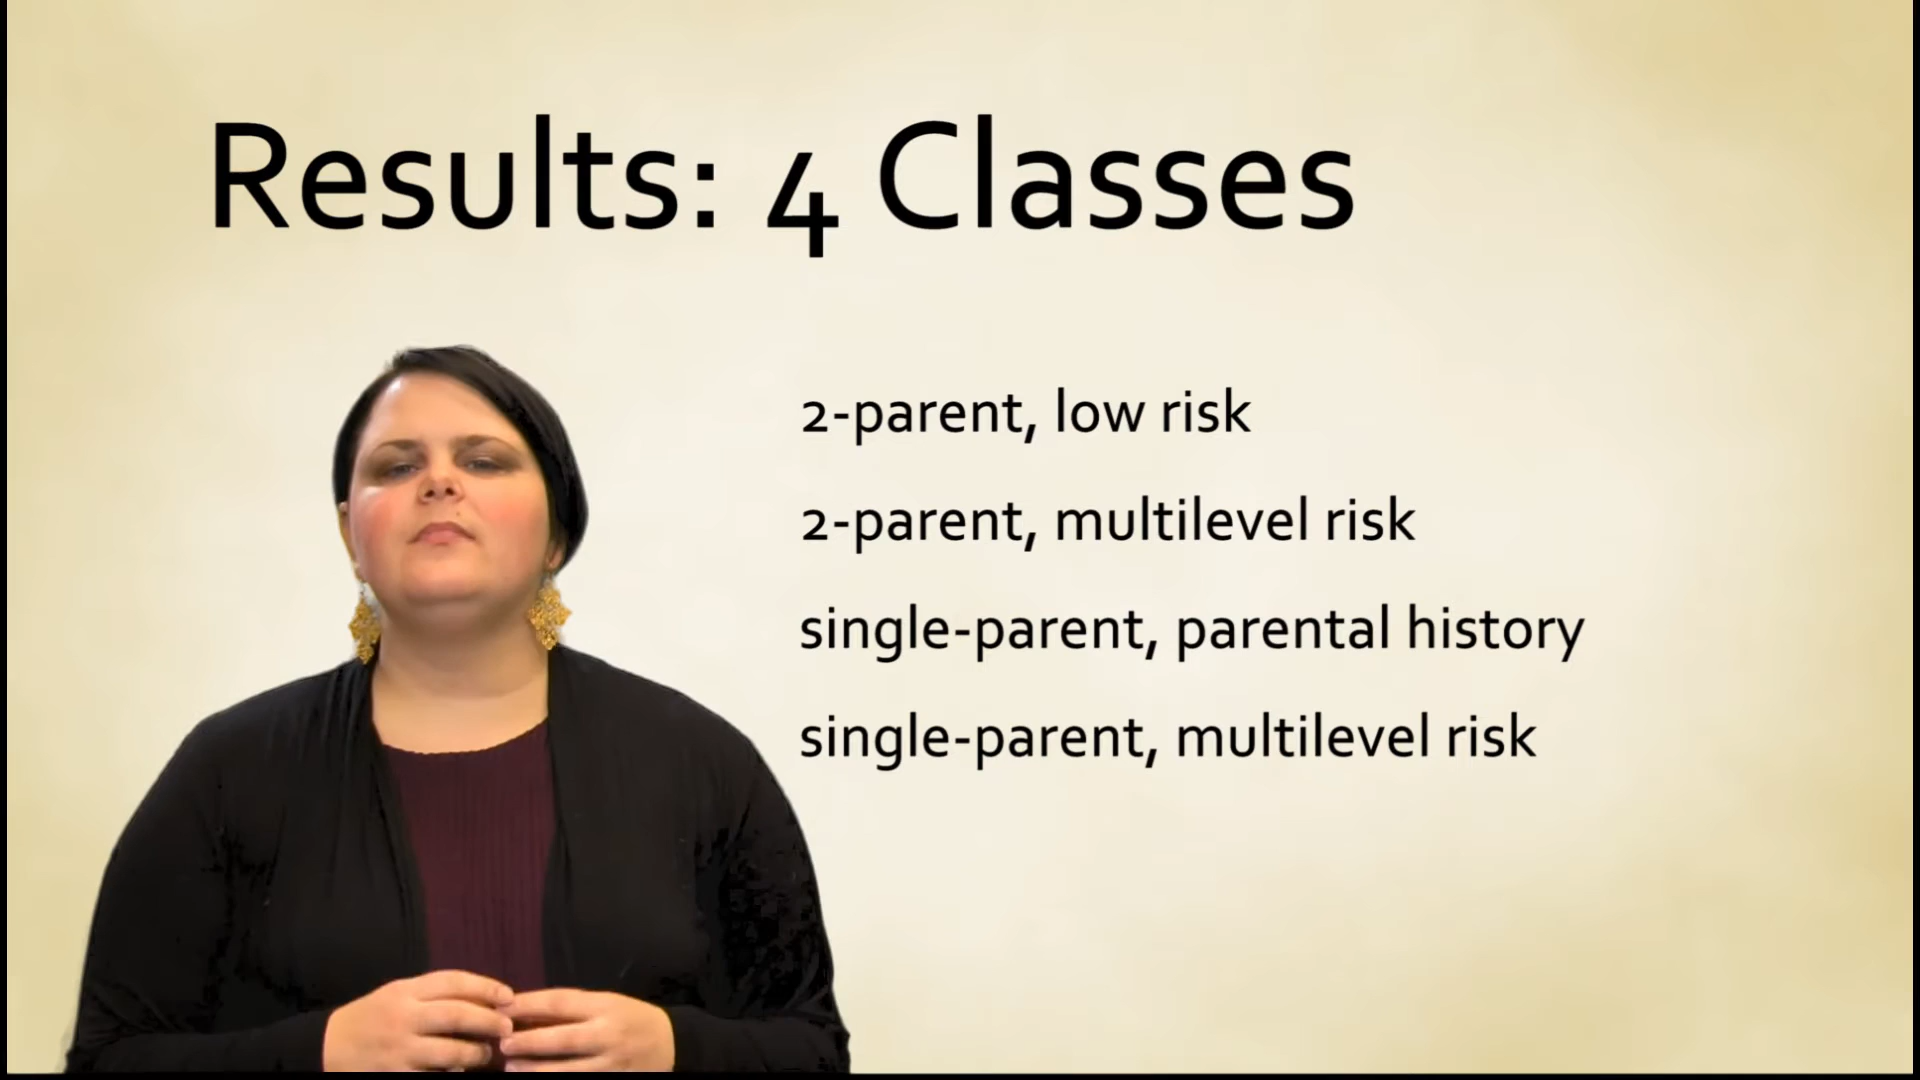 Results: 4 Classes
2-parent, low risk
2-parent, multilevel risk
single-parent, parental history
single-parent, multilevel risk